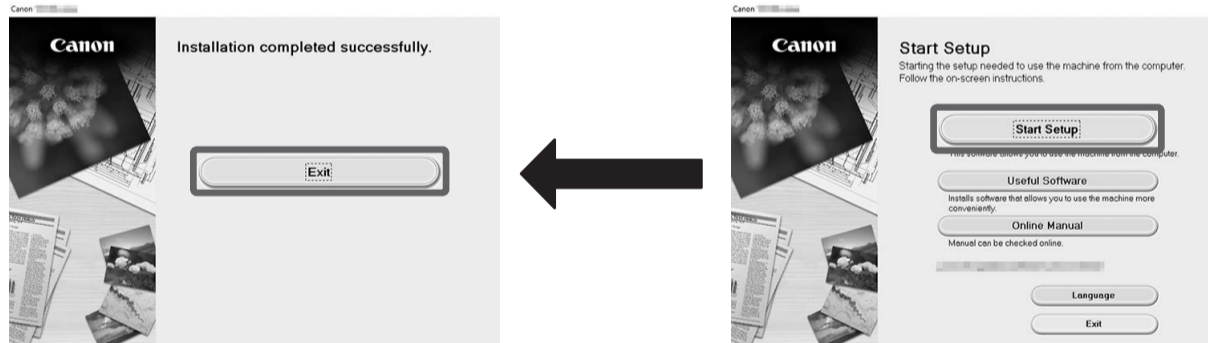 Canon
Canon
Installation completed successfully.
Exit
Canon
Canon
Start Setup
Starting the setup needed to use the machine from the computer.
Follow the on-screen instructions.
Start Setup
This software allows you to use the machine from the computer.
Useful Software
Installs software that allows you to use the machine more
conveniently.
Online Manual
Manual can be checked online.
Language
Exit